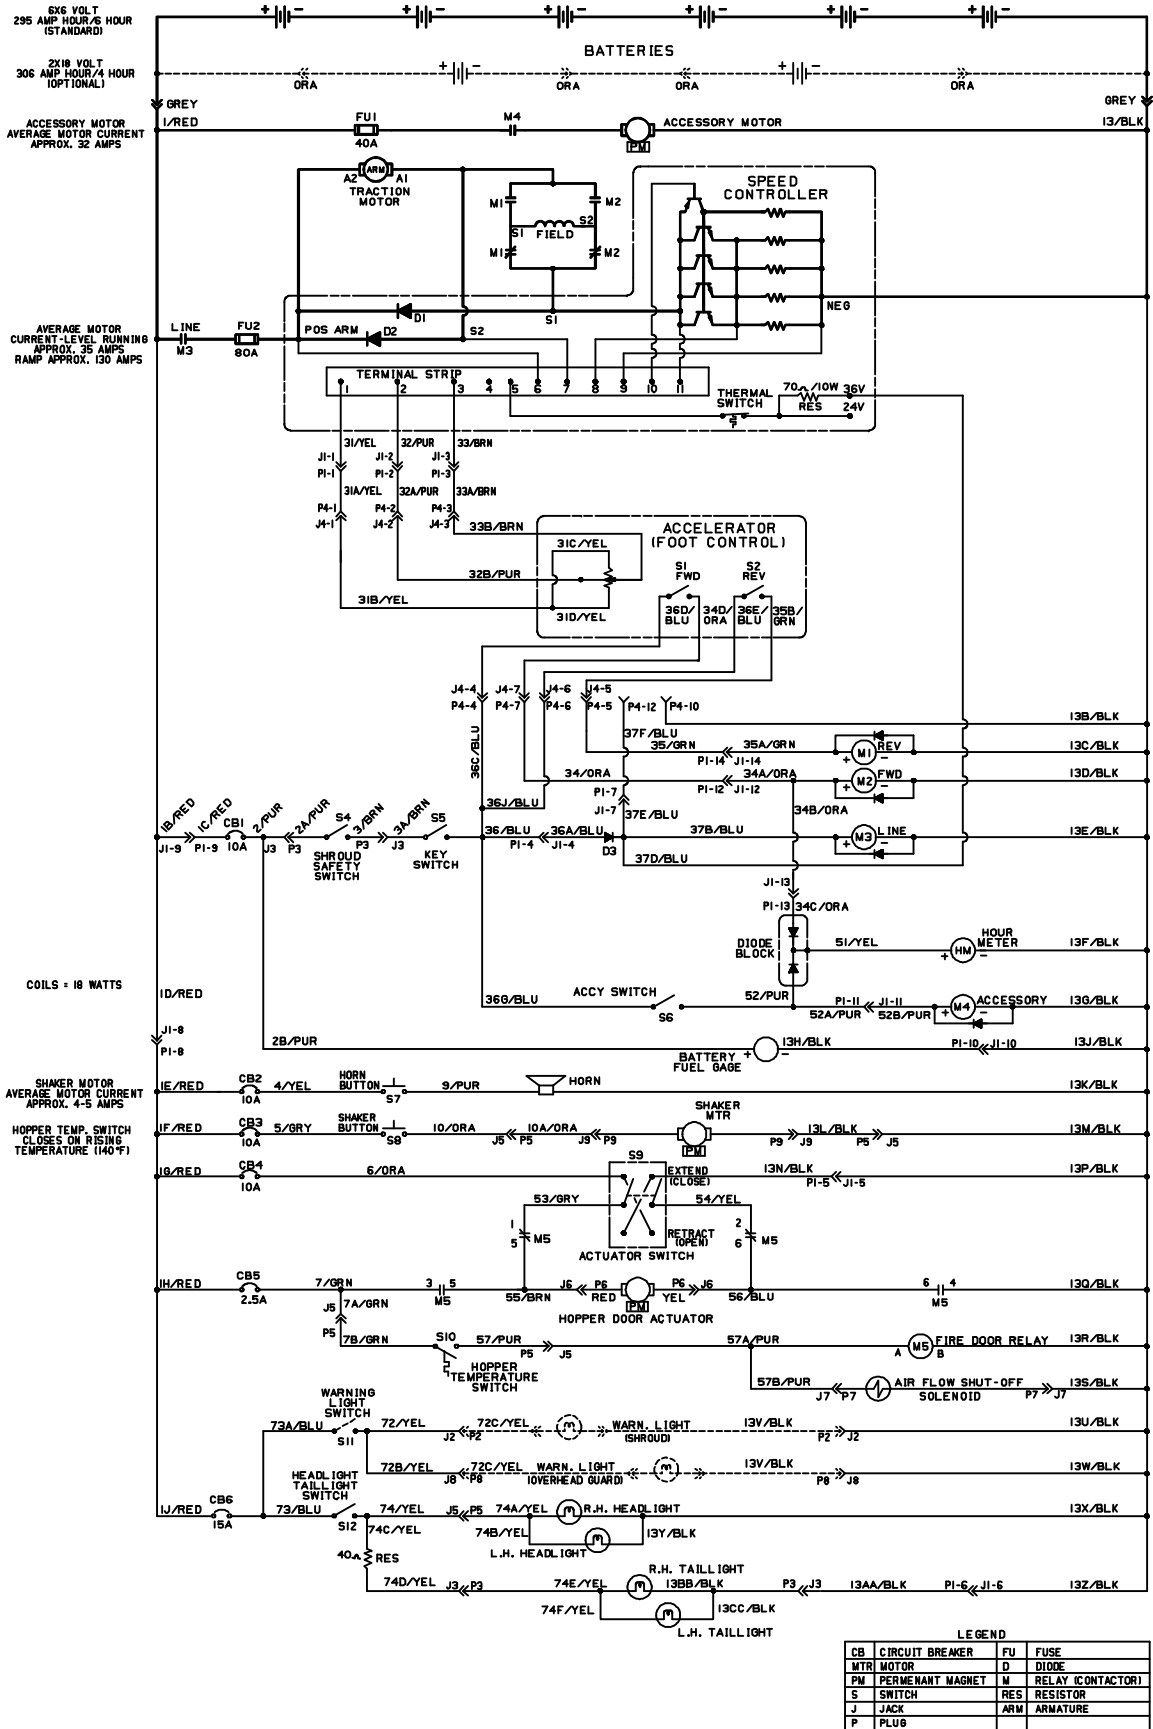 6X6 VOLT
295 AMP HOUR/6 HOUR
(STANDARD)
+ - + - + - + - + - + -
BATTERIES
2X18 VOLT
306 AMP HOUR/4 HOUR
(OPTIONAL)
+ - + -
ORA ORA ORA ORA
GREY GREY
ACCESSORY MOTOR
AVERAGE MOTOR CURRENT
APPROX. 32 AMPS
1/RED FU1 M4 ACCESSORY MOTOR 13/BLK
40A PM
A2 ARM A1
TRACTION
MOTOR
SPEED
CONTROLLER
M1 M2
S1 FIELD S2
M1 M2
NEG
D1 S1
AVERAGE MOTOR
CURRENT-LEVEL RUNNING
APPROX. 35 AMPS
RAMP APPROX. 130 AMPS
LINE FU2 POS ARM D2 S2
M3 80A
TERMINAL STRIP
1 2 3 4 5 6 7 8 9 10 11
THERMAL
SWITCH
70Ω/10W 36V
RES 24V
31/YEL 32/PUR 33/BRN
J1-1 J1-2 J1-3
P1-1 P1-2 P1-3
31A/YEL 32A/PUR 33A/BRN
P4-1 P4-2 P4-3
J4-1 J4-2 J4-3
33B/BRN
ACCELERATOR
(FOOT CONTROL)
31C/YEL
32B/PUR
31B/YEL
31D/YEL
S1 S2
FWD REV
36D/ 34D/ 36E/ 35B/
BLU ORA BLU GRN
J4-4 J4-7 J4-6 J4-5
P4-4 P4-7 P4-6 P4-5 P4-12 P4-10
13B/BLK
36C/BLU
37F/BLU
35/GRN 35A/GRN + M1 - REV 13C/BLK
P1-14 J1-14
34/ORA 34A/ORA + M2 - FWD 13D/BLK
P1-7 P1-12 J1-12
36J/BLU J1-7 37E/BLU 34B/ORA
1B/RED 1C/RED CB1 2/PUR 2A/PUR S4 3/BRN 3A/BRN S5 36/BLU 36A/BLU 37B/BLU + M3 - LINE 13E/BLK
J1-9 P1-9 10A J3 P3 P3 J3 P1-4 J1-4 D3
SHROUD
SAFETY
SWITCH
KEY
SWITCH
37D/BLU
J1-13
P1-13 34C/ORA
DIODE
BLOCK
51/YEL + HM - HOUR
METER
13F/BLK
COILS = 18 WATTS
1D/RED
36G/BLU ACCY SWITCH 52/PUR P1-11 J1-11 + M4 - ACCESSORY 13G/BLK
S6 52A/PUR 52B/PUR
J1-8
P1-8
2B/PUR
BATTERY + -
FUEL GAGE
13H/BLK P1-10 J1-10 13J/BLK
SHAKER MOTOR
AVERAGE MOTOR CURRENT
APPROX. 4-5 AMPS
1E/RED CB2 4/YEL HORN
BUTTON
9/PUR HORN 13K/BLK
10A S7
HOPPER TEMP. SWITCH
CLOSES ON RISING
TEMPERATURE (140°F)
1F/RED CB3 5/GRY SHAKER
BUTTON
10/ORA 10A/ORA SHAKER
MTR
13L/BLK 13M/BLK
10A S8 J5 P5 J9 P9 PM P9 J9 P5 J5
1G/RED CB4 6/ORA S9 EXTEND
(CLOSE)
13N/BLK 13P/BLK
10A P1-5 J1-5
53/GRY 54/YEL
1 2
5 M5 6 M5
RETRACT
(OPEN)
ACTUATOR SWITCH
1H/RED CB5 7/GRN 3 5 J6 P6 P6 J6 6 4 13Q/BLK
2.5A M5 55/BRN RED PM YEL 56/BLU M5
HOPPER DOOR ACTUATOR
J5 7A/GRN
P5
7B/GRN S10 57/PUR 57A/PUR A M5 B FIRE DOOR RELAY 13R/BLK
P5 J5
HOPPER
TEMPERATURE
SWITCH
57B/PUR AIR FLOW SHUT-OFF
SOLENOID
13S/BLK
J7 P7 P7 J7
WARNING
LIGHT
SWITCH
73A/BLU S11 72/YEL 72C/YEL WARN. LIGHT
(SHROUD)
13V/BLK 13U/BLK
J2 P2 P2 J2
72B/YEL 72C/YEL WARN. LIGHT
(OVERHEAD GUARD)
13V/BLK 13W/BLK
J8 P8 P8 J8
HEADLIGHT
TAILLIGHT
SWITCH
1J/RED CB6 73/BLU S12 74/YEL J5 P5 74A/YEL R.H. HEADLIGHT 13X/BLK
15A
74C/YEL 74B/YEL 13Y/BLK
L.H. HEADLIGHT
40Ω RES
R.H. TAILLIGHT
74D/YEL J3 P3 74E/YEL 13BB/BLK P3 J3 13AA/BLK P1-6 J1-6 13Z/BLK
74F/YEL 13CC/BLK
L.H. TAILLIGHT
LEGEND
CB CIRCUIT BREAKER FU FUSE
MTR MOTOR D DIODE
PM PERMENANT MAGNET M RELAY (CONTACTOR)
S SWITCH RES RESISTOR
J JACK ARM ARMATURE
P PLUG